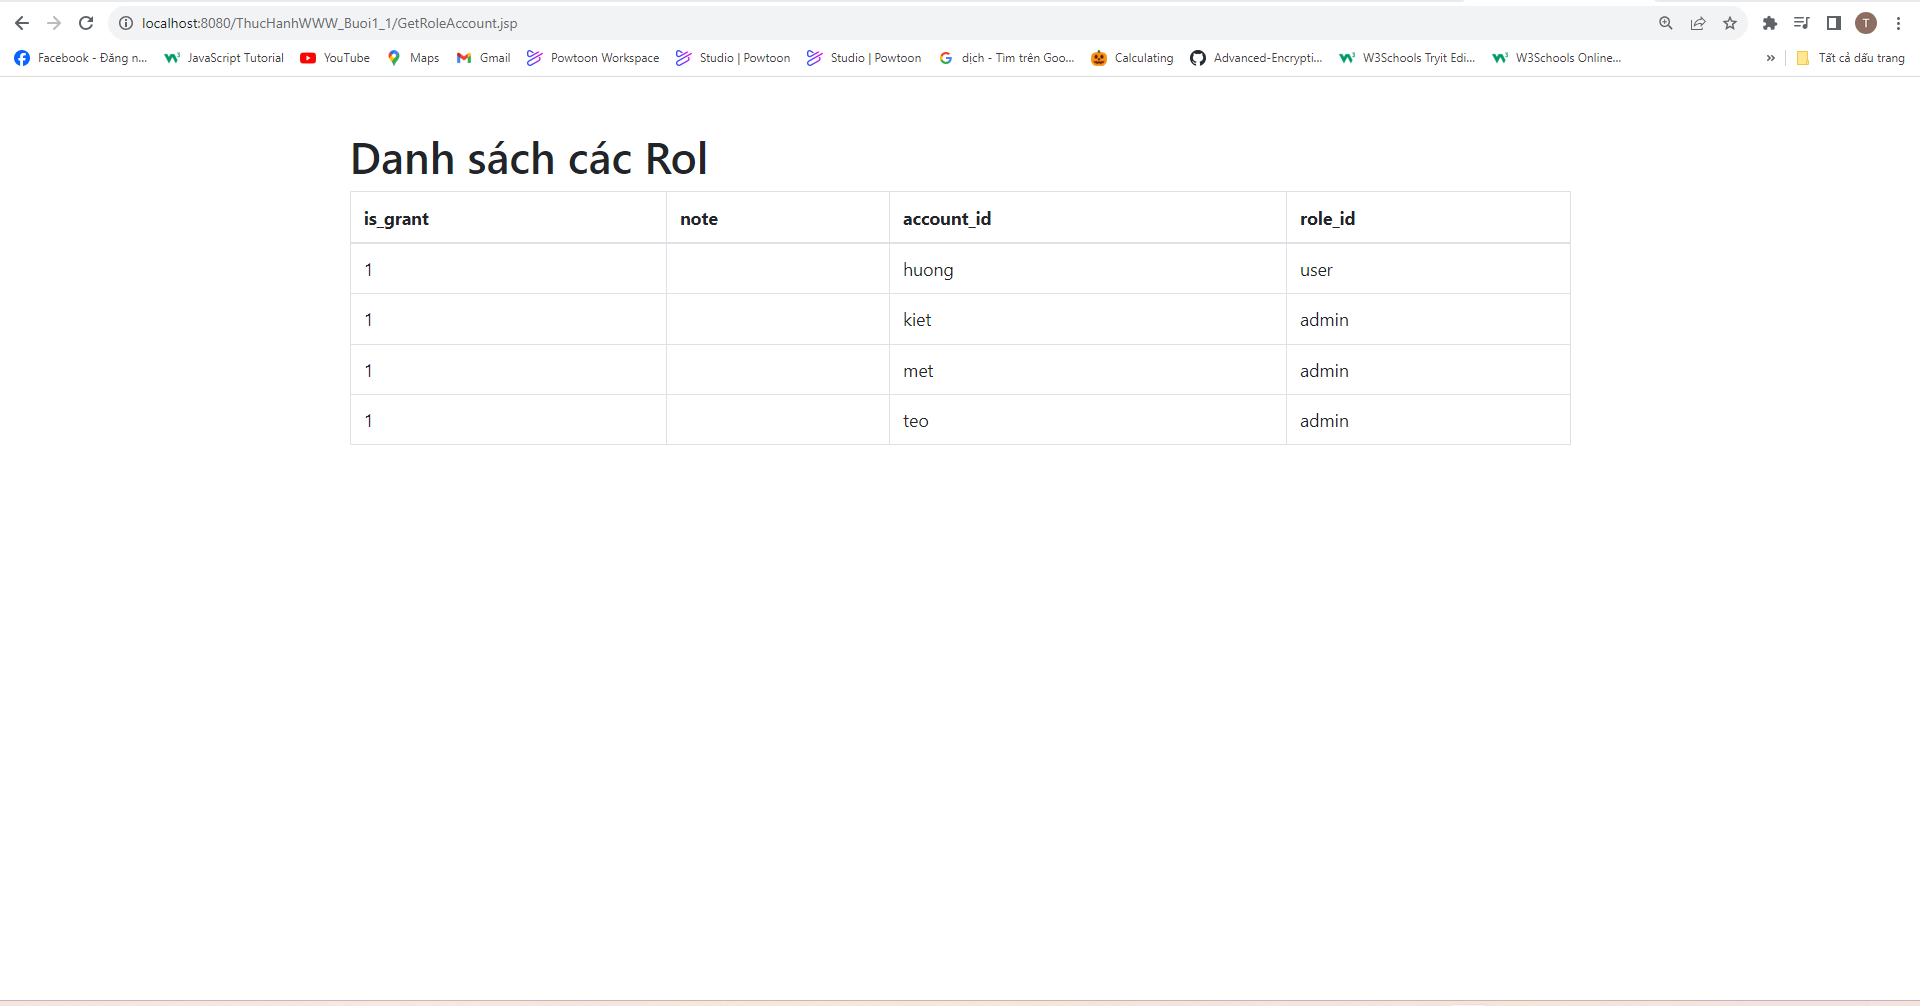 localhost:8080/ThucHanhWWW_Buoi1_1/GetRoleAccount.jsp T
Facebook - Đăng n... JavaScript Tutorial YouTube Maps Gmail Powtoon Workspace Studio | Powtoon Studio | Powtoon dịch - Tìm trên Goo... Calculating Advanced-Encrypti... W3Schools Tryit Edi... W3Schools Online... » Tất cả dấu trang
Danh sách các Rol
is_grant note account_id role_id
1 huong user
1 kiet admin
1 met admin
1 teo admin